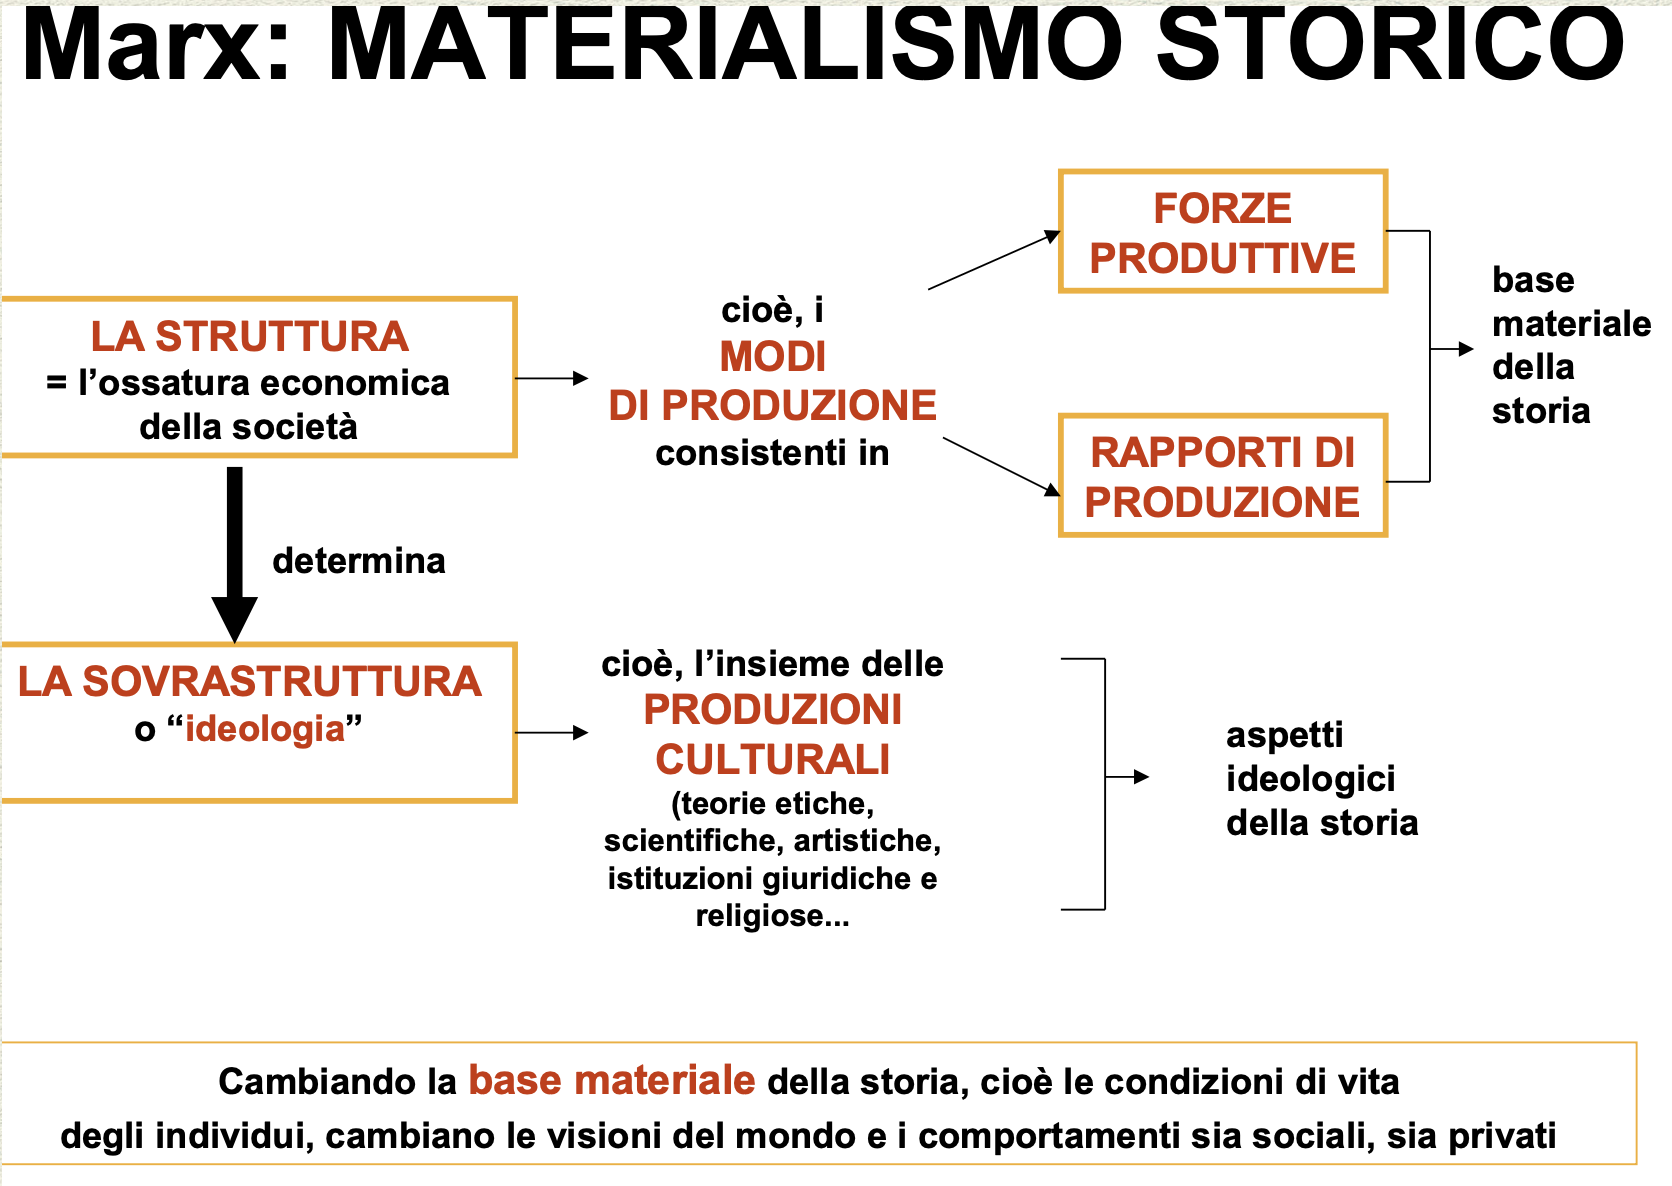 Marx: MATERIALISMO STORICO
LA STRUTTURA
= l’ossatura economica
della società
cioè, i
MODI
DI PRODUZIONE
consistenti in
FORZE
PRODUTTIVE
RAPPORTI DI
PRODUZIONE
base
materiale
della
storia
determina
LA SOVRASTRUTTURA
o “ideologia”
cioè, l’insieme delle
PRODUZIONI
CULTURALI
(teorie etiche,
scientifiche, artistiche,
istituzioni giuridiche e
religiose...
aspetti
ideologici
della storia
Cambiando la base materiale della storia, cioè le condizioni di vita
degli individui, cambiano le visioni del mondo e i comportamenti sia sociali, sia privati